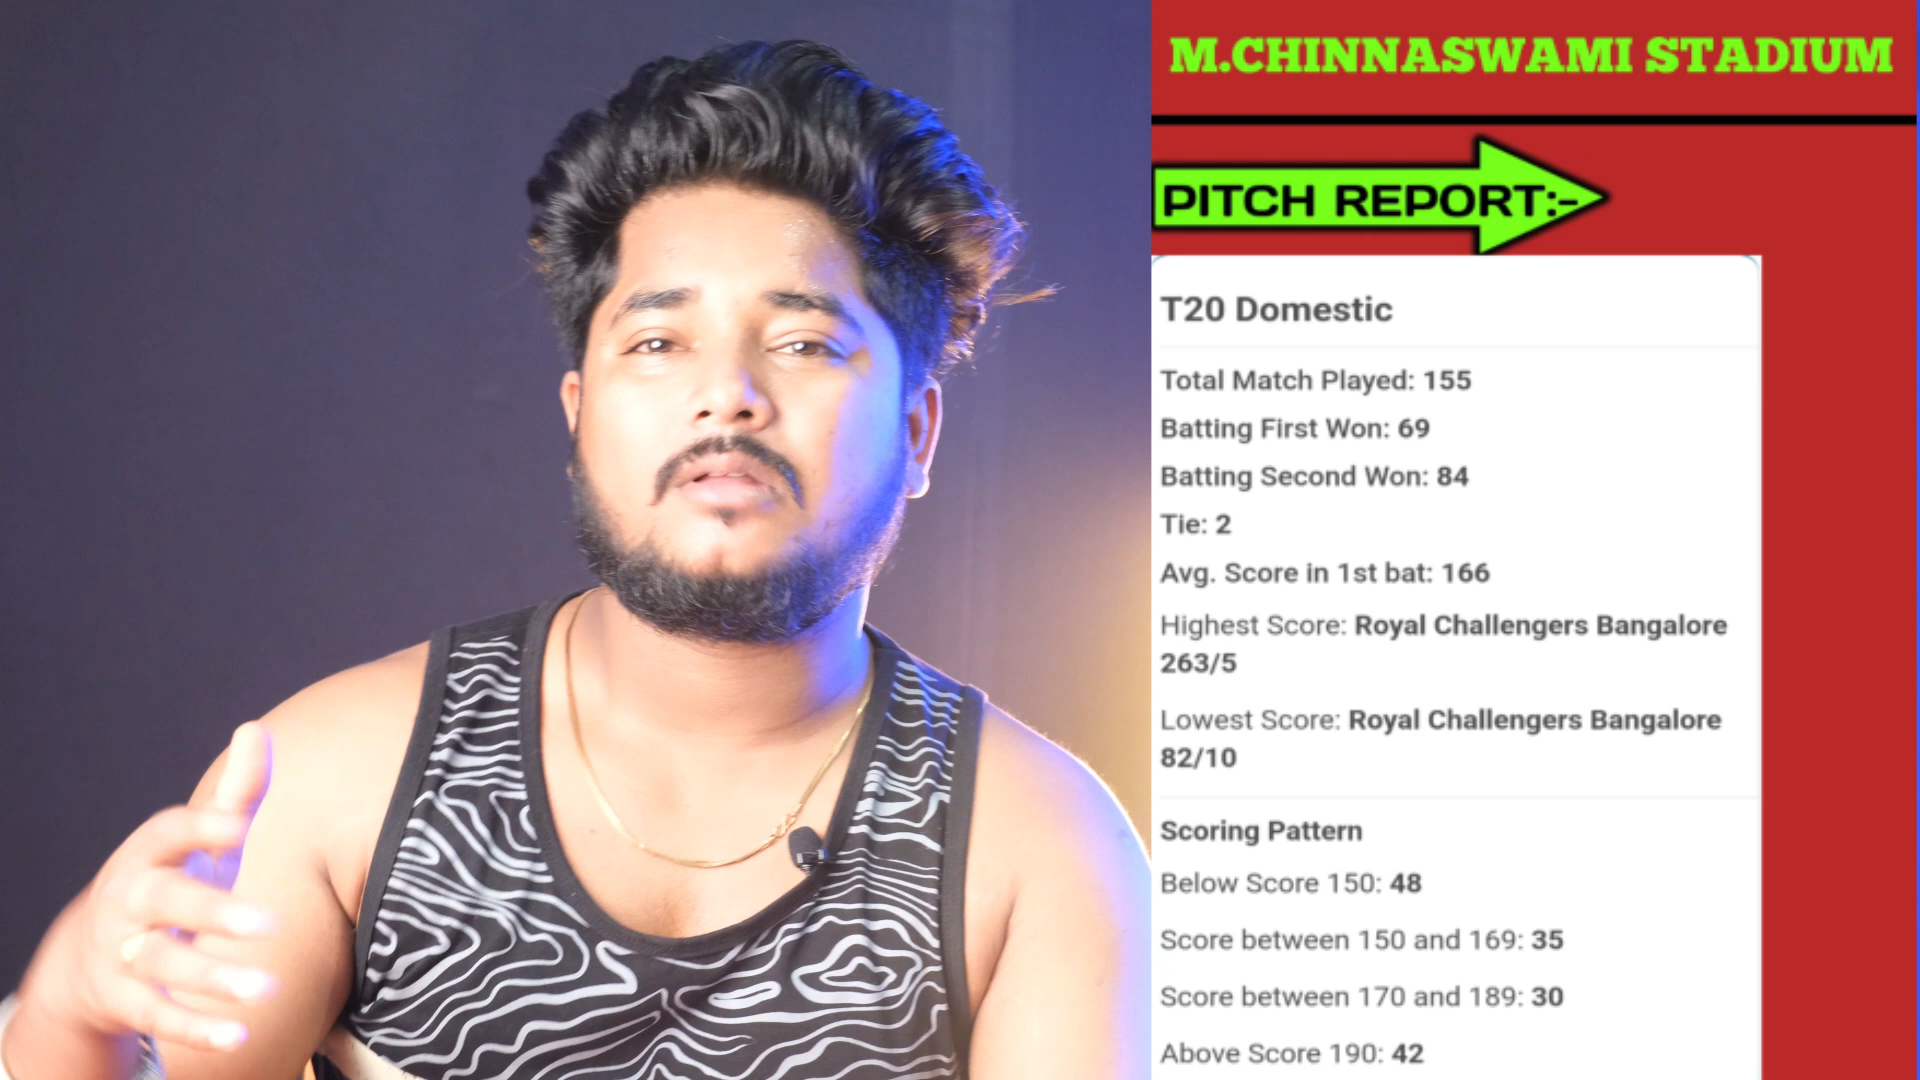 M.CHINNASWAMI STADIUM
PITCH REPORT:-
T20 Domestic
Total Match Played: 155
Batting First Won: 69
Batting Second Won: 84
Tie: 2
Avg. Score in 1st bat: 166
Highest Score: Royal Challengers Bangalore
263/5
Lowest Score: Royal Challengers Bangalore
82/10
Scoring Pattern
Below Score 150: 48
Score between 150 and 169: 35
Score between 170 and 189: 30
Above Score 190: 42